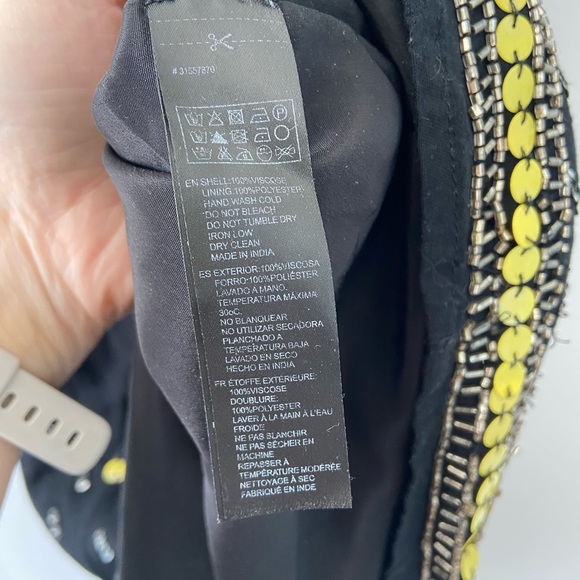 #31557870
EN SHELL:100%VISCOSE
LINING:100%POLYESTER
HAND WASH COLD
DO NOT BLEACH
DO NOT TUMBLE DRY
IRON LOW
DRY CLEAN
MADE IN INDIA
ES EXTERIOR:100%VISCOSA
FORRO:100%POLIÉSTER
LAVADO A MANO,
TEMPERATURA MÁXIMA
30oC.
NO BLANQUEAR
NO UTILIZAR SECADORA
PLANCHADO A
TEMPERATURA BAJA
LAVADO EN SECO
HECHO EN INDIA
FR ÉTOFFE EXTÉRIEURE:
100%VISCOSE
DOUBLURE:
100%POLYESTER
LAVER À LA MAIN À L'EAU
FROIDE
NE PAS BLANCHIR
NE PAS SÉCHER EN
MACHINE
REPASSER À
TEMPÉRATURE MODÉRÉE
NETTOYAGE À SEC
FABRIQUÉ EN INDE